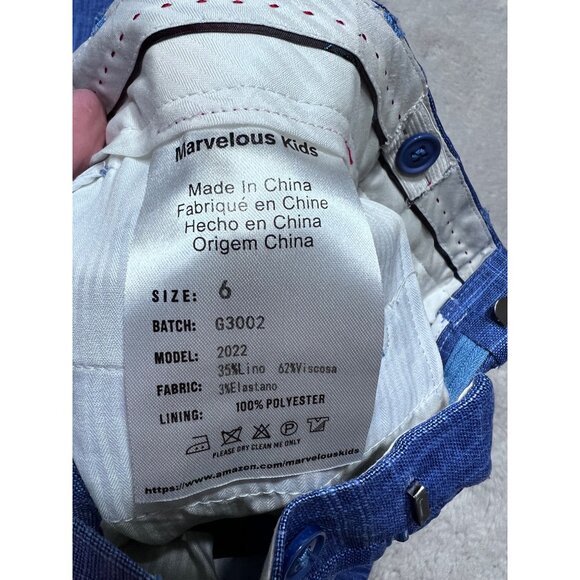 Marvelous Kids
Made In China
Fabriqué en Chine
Hecho en China
Origem China
SIZE: 6
BATCH: G3002
MODEL: 2022
35%Lino 62%Viscosa
FABRIC: 3%Elastano
LINING: 100% POLYESTER
PLEASE DRY CLEAN ME ONLY
https://www.amazon.com/marvelouskids